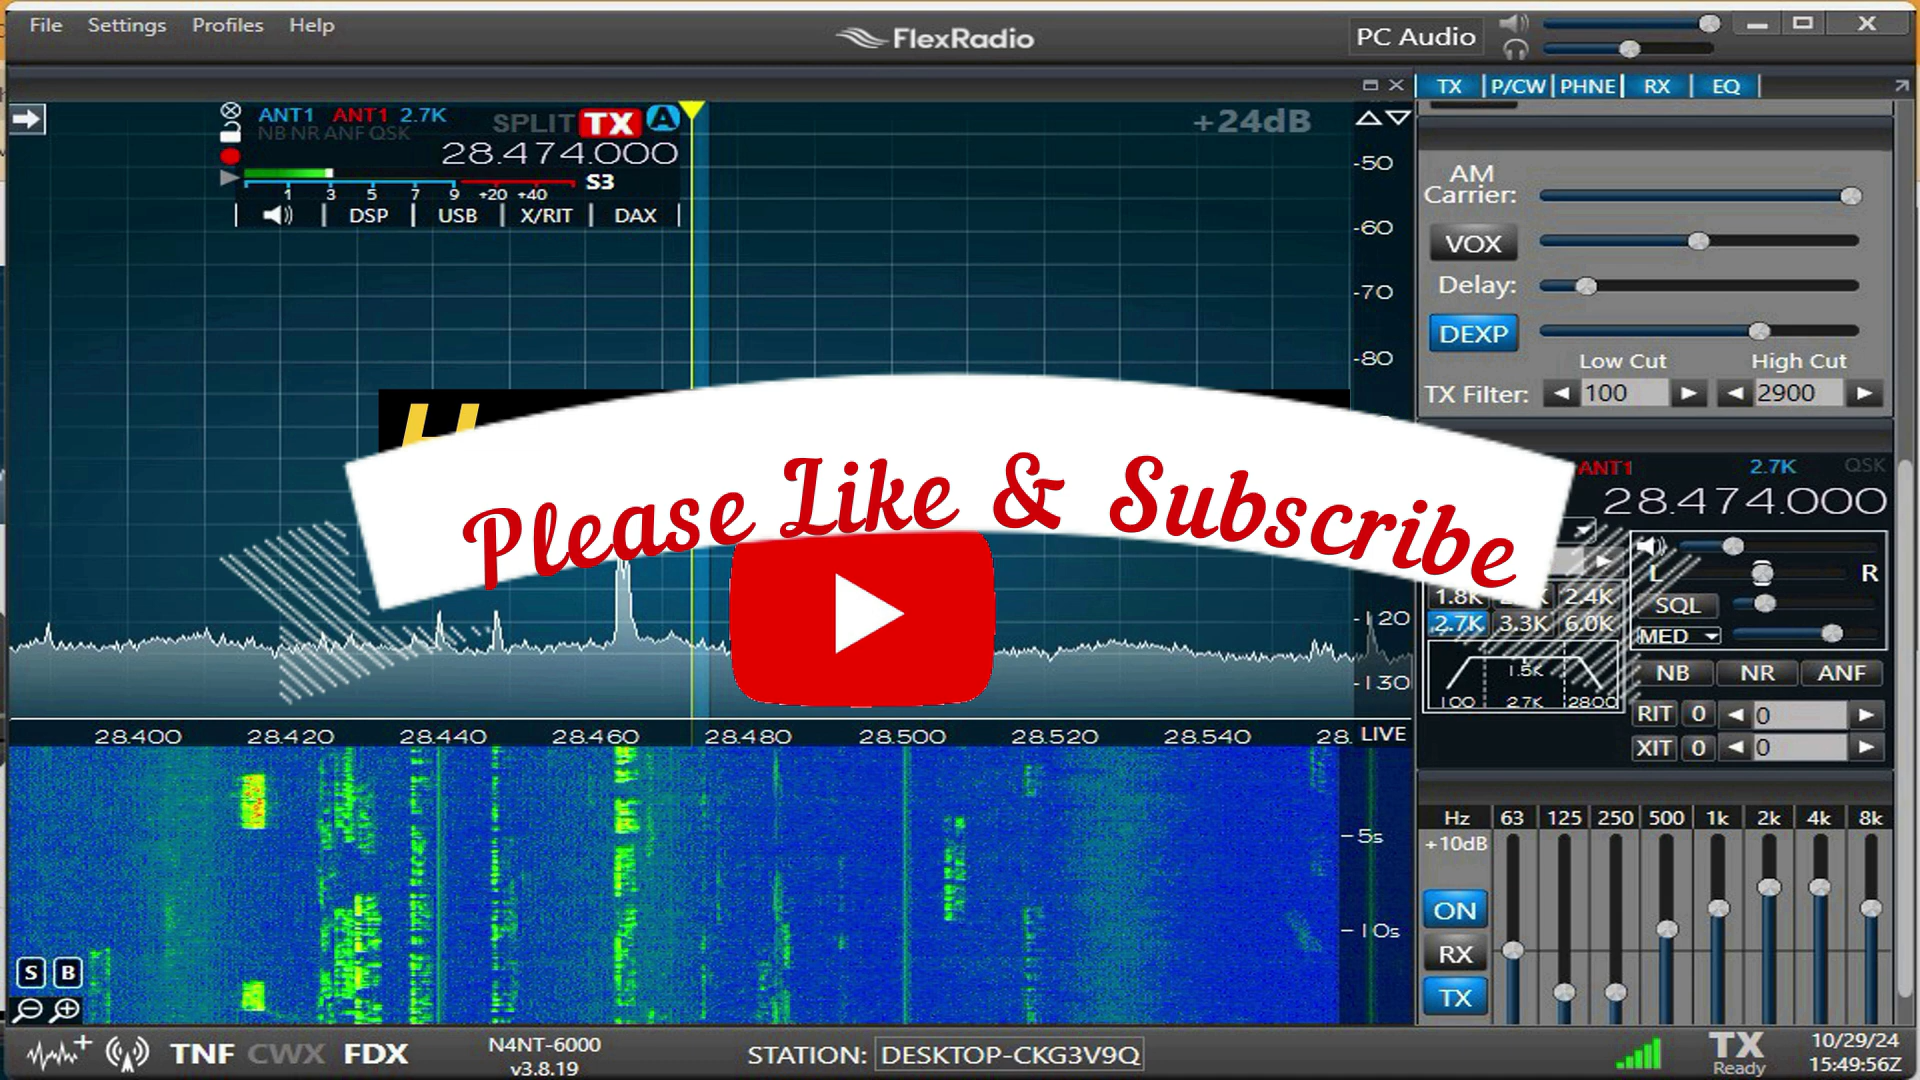 File Settings Profiles Help
FlexRadio
PC Audio
TX P/CW PHNE RX EQ
ANT1 ANT1 2.7K
NB NR ANF QSK
SPLIT TX A
28.474.000
+24dB
1 3 5 7 9 +20 +40 S3
DSP USB X/RIT DAX
-50
-60
-70
-80
-120
-130
AM
Carrier:
VOX
Delay:
DEXP
Low Cut High Cut
TX Filter: 100 2900
Please Like & Subscribe
ANT1 2.7K QSK
28.474.000
L R
1.8K 2.4K
SQL
2.7K 3.3K 6.0K
MED
1.5K
100 2.7K 2800
NB NR ANF
RIT 0 0
XIT 0 0
28.400 28.420 28.440 28.460 28.480 28.500 28.520 28.540 28. LIVE
5s
10s
Hz 63 125 250 500 1k 2k 4k 8k
+10dB
ON
RX
TX
S B
TNF CWX FDX
N4NT-6000
v3.8.19
STATION: DESKTOP-CKG3V9Q
TX
Ready
10/29/24
15:49:56Z